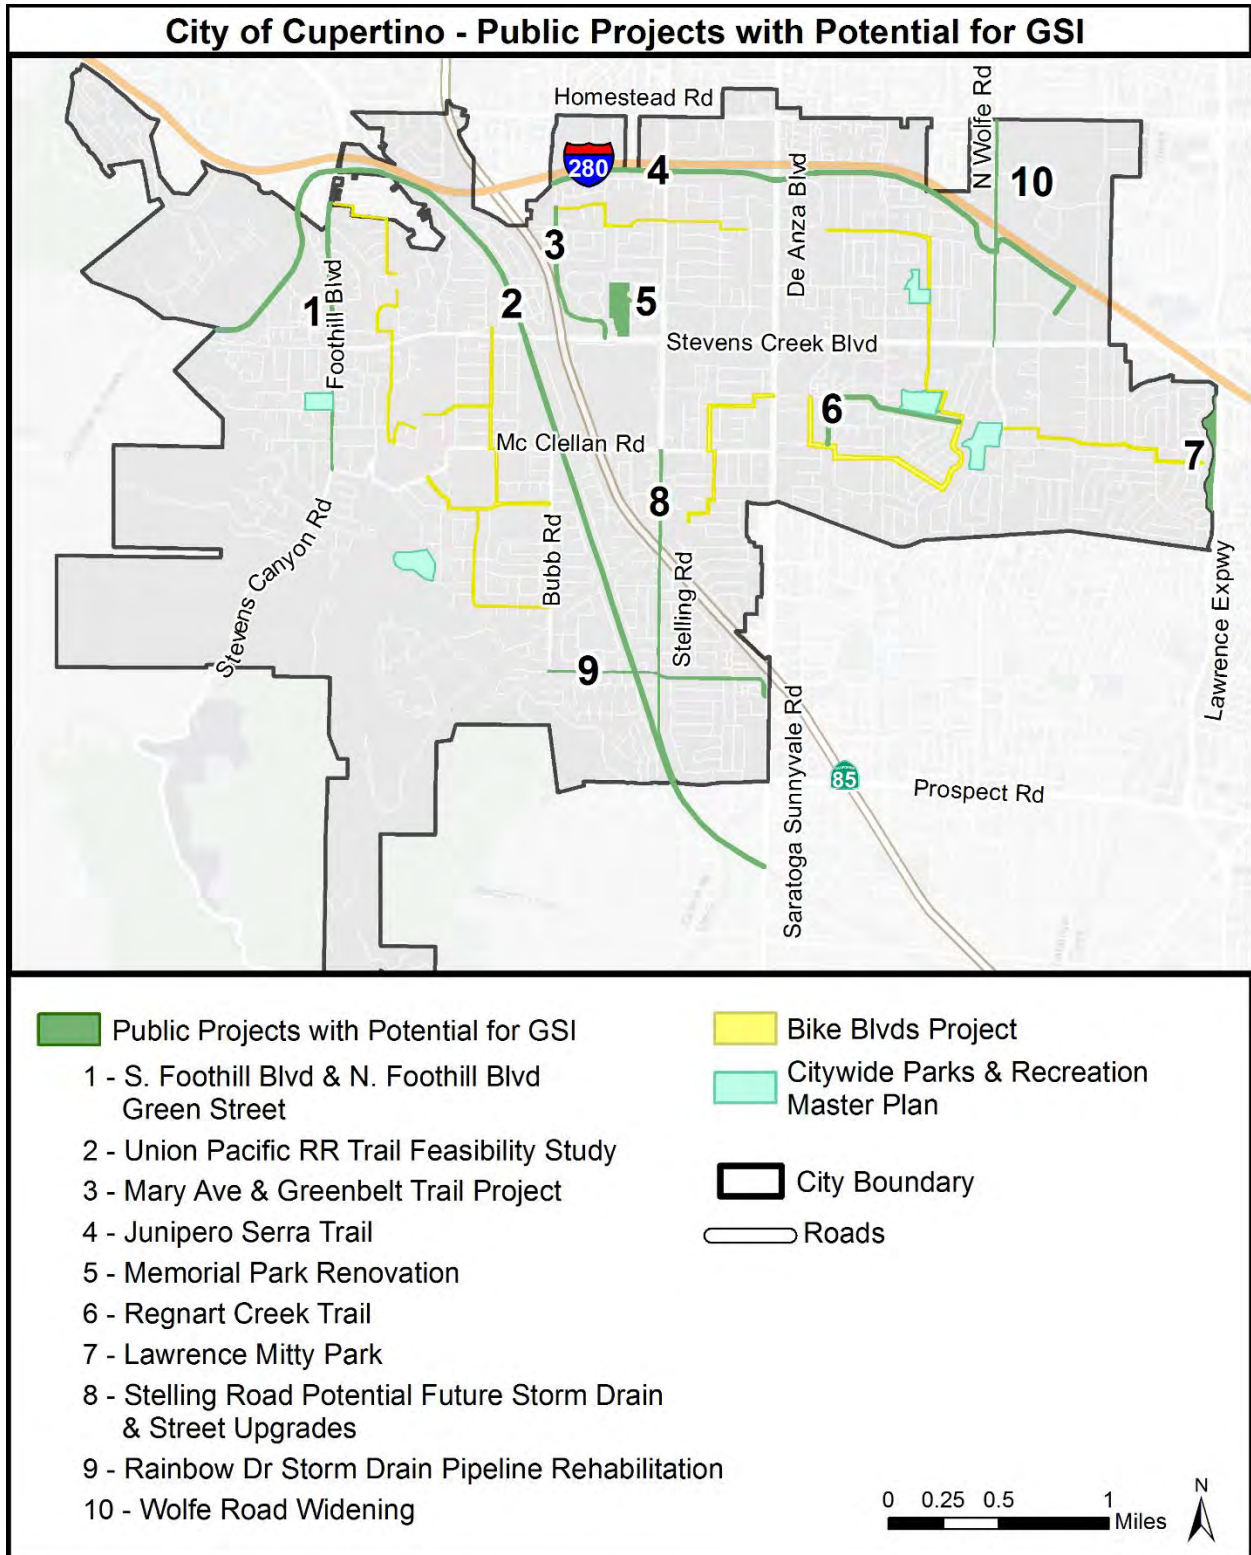 City of Cupertino - Public Projects with Potential for GSI
Homestead Rd
N Wolfe Rd
280
4
10
De Anza Blvd
3
Foothill Blvd
1
2
5
Stevens Creek Blvd
6
Mc Clellan Rd
7
8
Stevens Canyon Rd
Bubb Rd
Stelling Rd
Lawrence Expwy
9
Saratoga Sunnyvale Rd
85
Prospect Rd
Public Projects with Potential for GSI
1 - S. Foothill Blvd & N. Foothill Blvd
Green Street
2 - Union Pacific RR Trail Feasibility Study
3 - Mary Ave & Greenbelt Trail Project
4 - Junipero Serra Trail
5 - Memorial Park Renovation
6 - Regnart Creek Trail
7 - Lawrence Mitty Park
8 - Stelling Road Potential Future Storm Drain
& Street Upgrades
9 - Rainbow Dr Storm Drain Pipeline Rehabilitation
10 - Wolfe Road Widening
Bike Blvds Project
Citywide Parks & Recreation
Master Plan
City Boundary
Roads
0 0.25 0.5 1
Miles
N